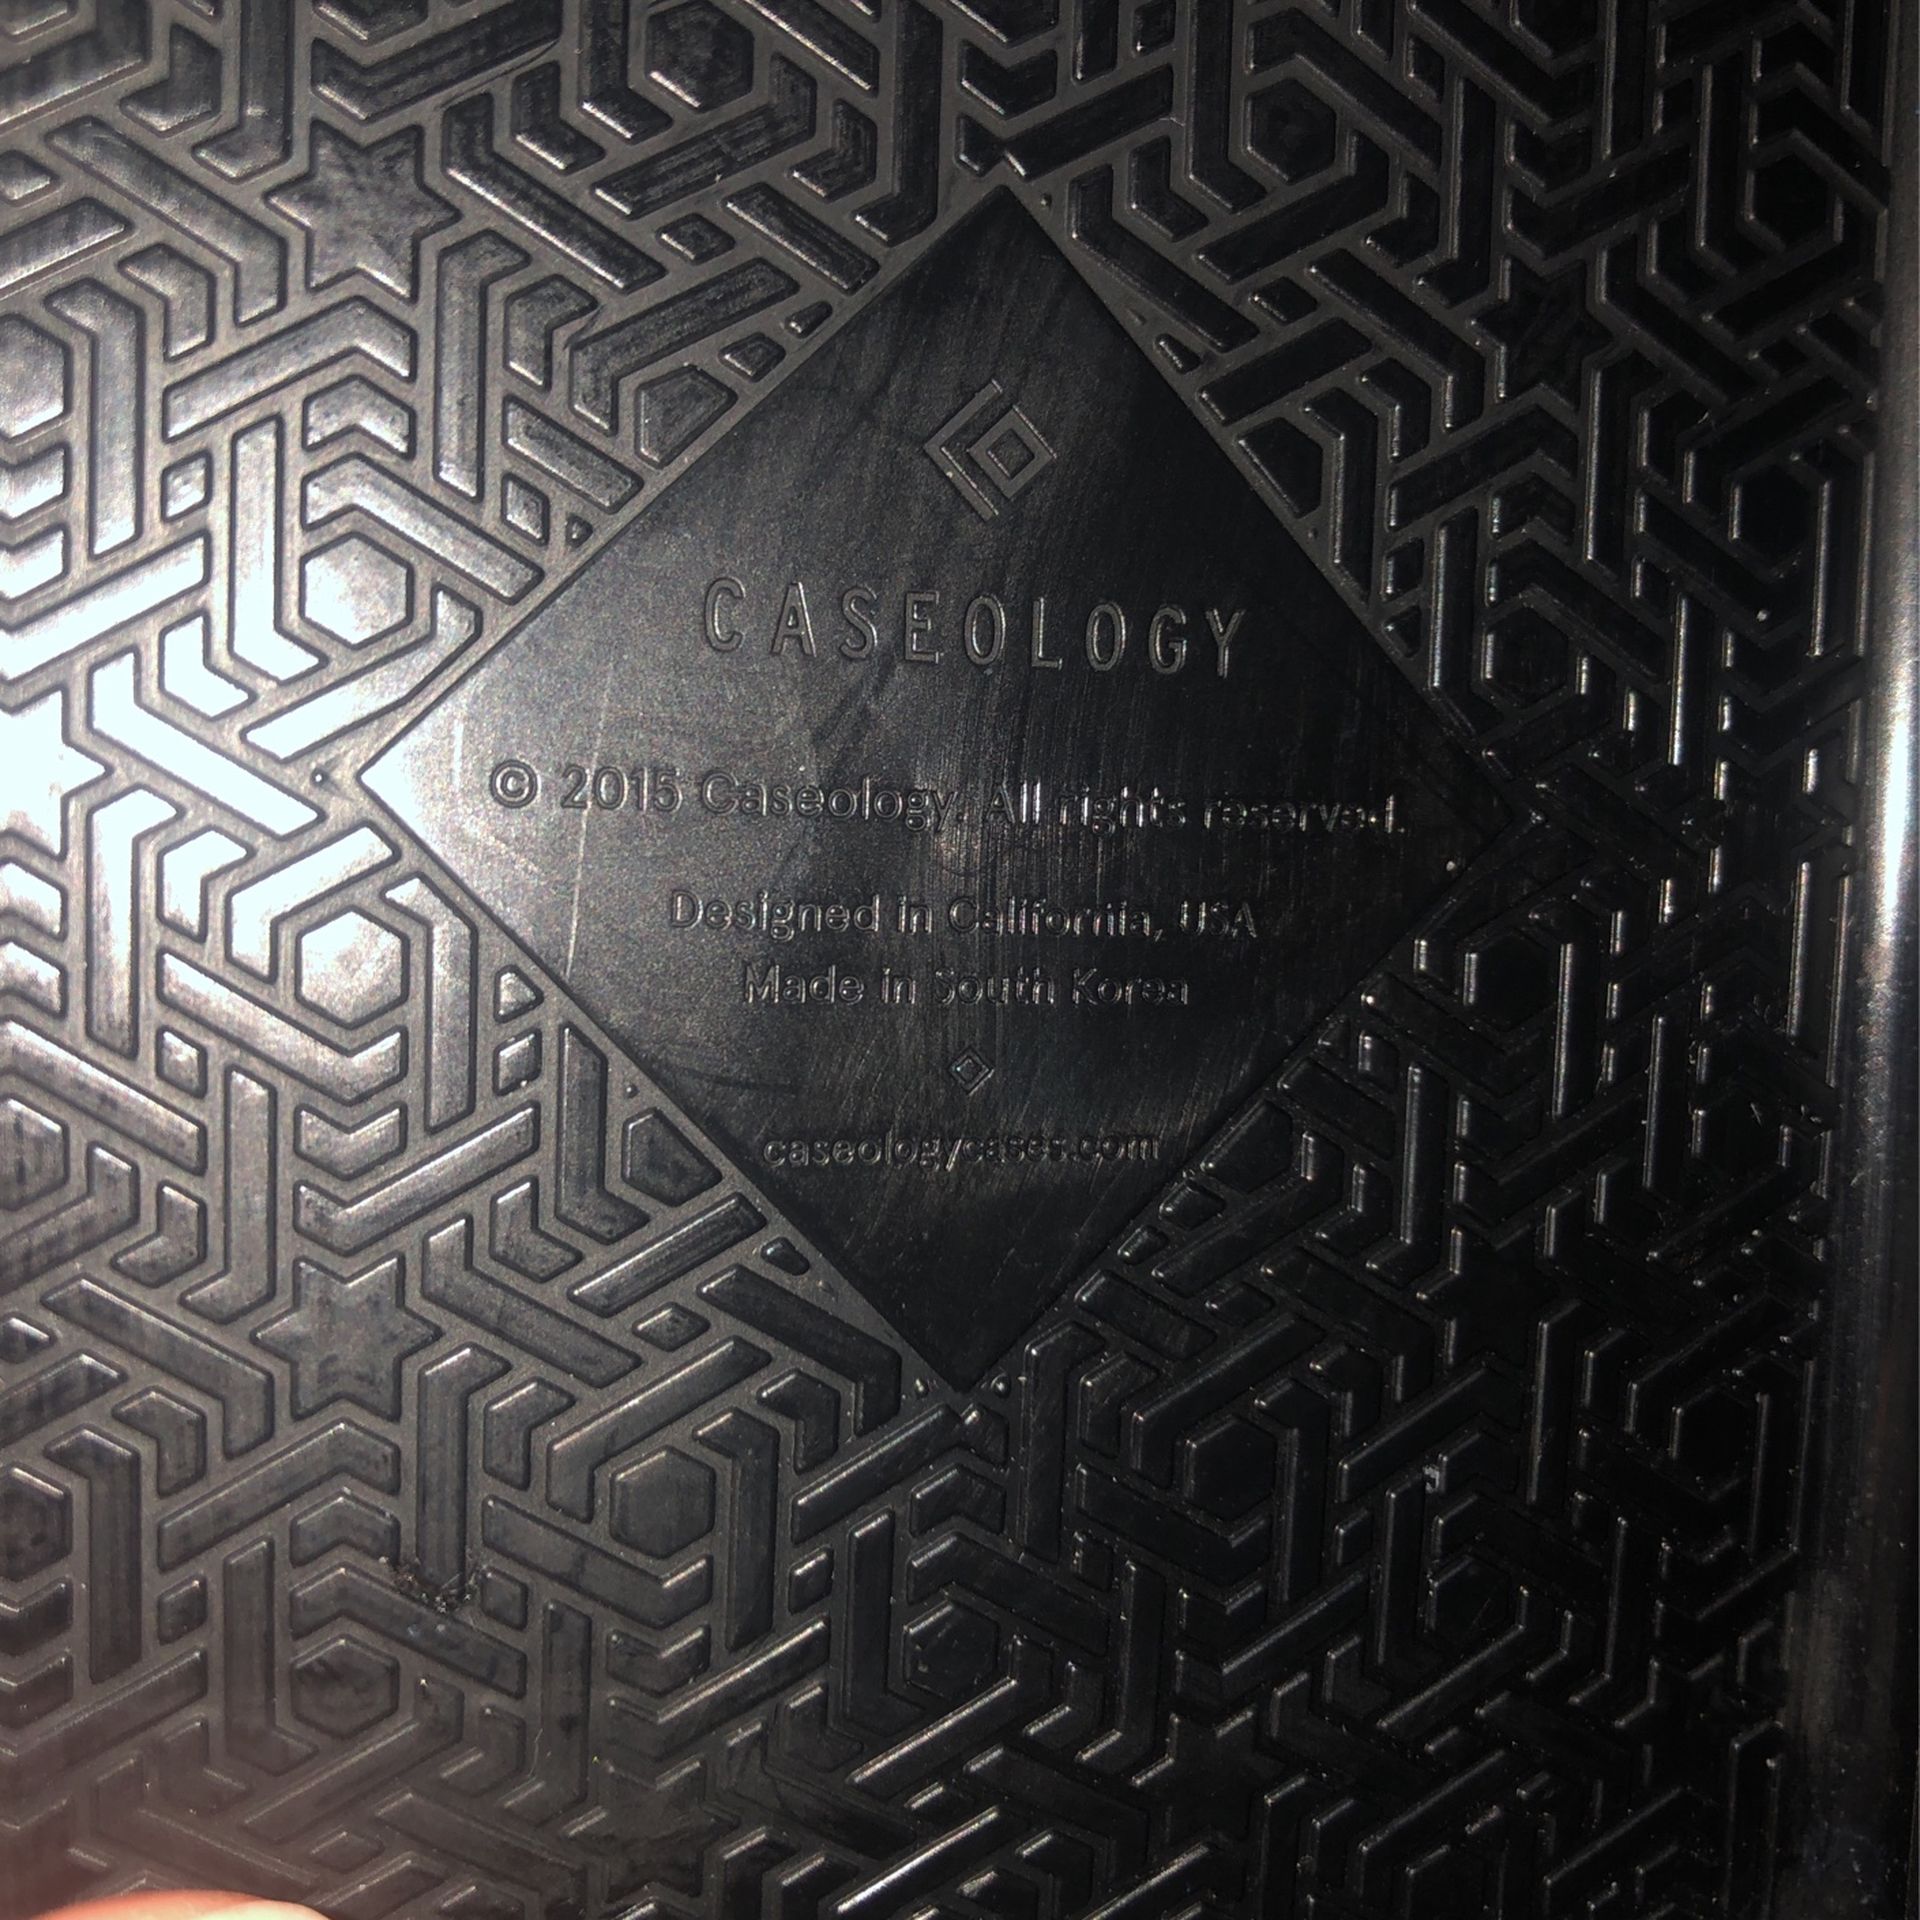 CASEOLOGY
© 2015 Caseology. All rights reserved.
Designed in California, USA
Made in South Korea
caseologycases.com